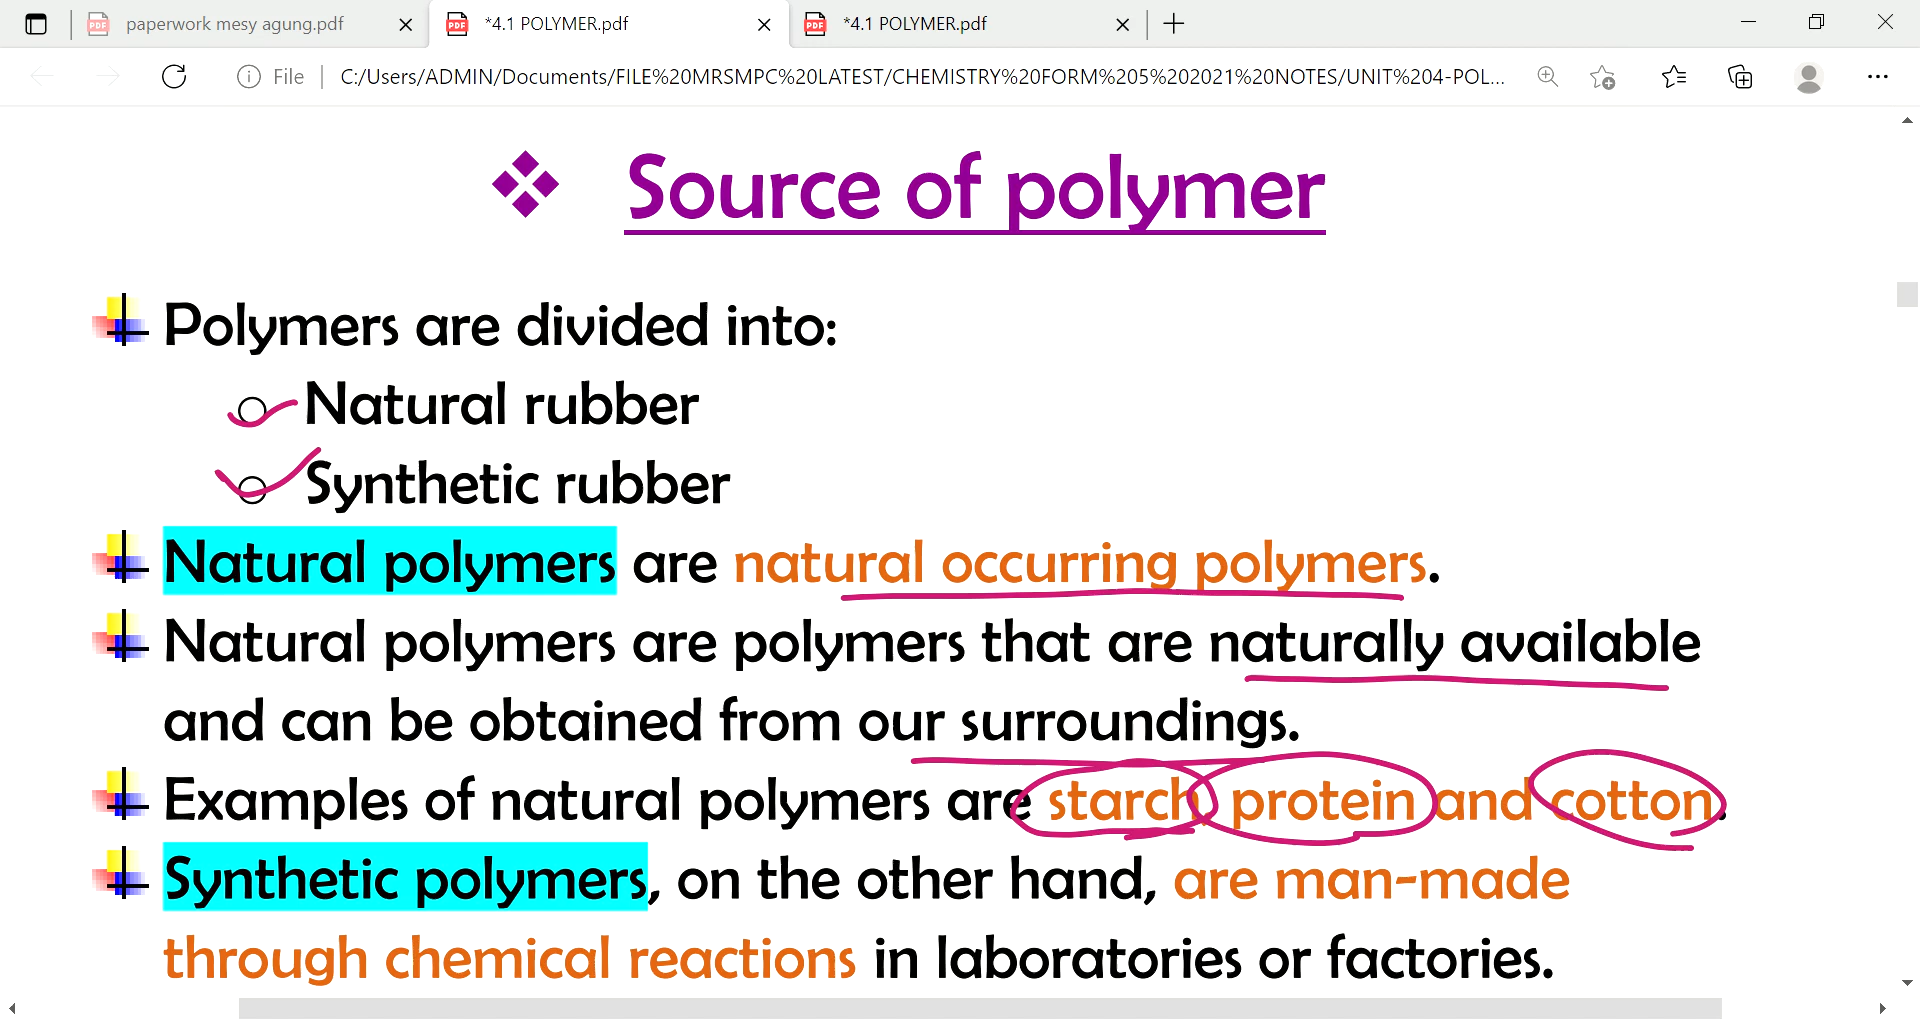 paperwork mesy agung.pdf
*4.1 POLYMER.pdf
*4.1 POLYMER.pdf
File
C:/Users/ADMIN/Documents/FILE%20MRSMPC%20LATEST/CHEMISTRY%20FORM%205%202021%20NOTES/UNIT%204-POL...
Source of polymer
Polymers are divided into:
Natural rubber
Synthetic rubber
Natural polymers are natural occurring polymers.
Natural polymers are polymers that are naturally available
and can be obtained from our surroundings.
Examples of natural polymers are starch, protein and cotton.
Synthetic polymers, on the other hand, are man-made
through chemical reactions in laboratories or factories.